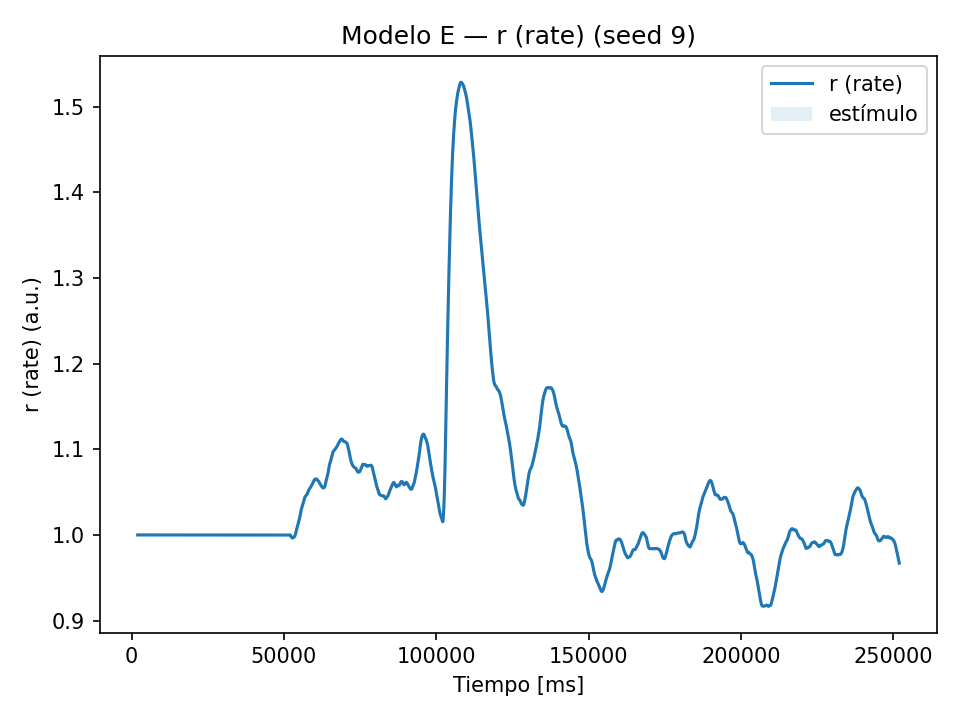 Modelo E — r (rate) (seed 9)
r (rate)
estímulo
r (rate) (a.u.)
1.5
1.4
1.3
1.2
1.1
1.0
0.9
0
50000
100000
150000
200000
250000
Tiempo [ms]